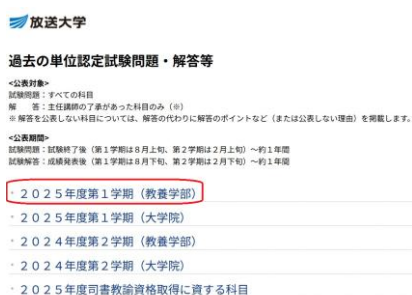 放送大学
過去の単位認定試験問題・解答等
<公表対象>
試験問題：すべての科目
解　　答：主任講師の了承があった科目のみ（※）
※ 解答を公表しない科目については、解答の代わりに解答のポイントなど（または公表しない理由）を掲載します。
<公表期間>
試験問題：試験終了後（第１学期は８月上旬、第２学期は２月上旬）～約１年間
試験解答：成績発表後（第１学期は８月下旬、第２学期は２月下旬）～約１年間
２０２５年度第１学期（教養学部）
２０２５年度第１学期（大学院）
２０２４年度第２学期（教養学部）
２０２４年度第２学期（大学院）
２０２５年度司書教諭資格取得に資する科目